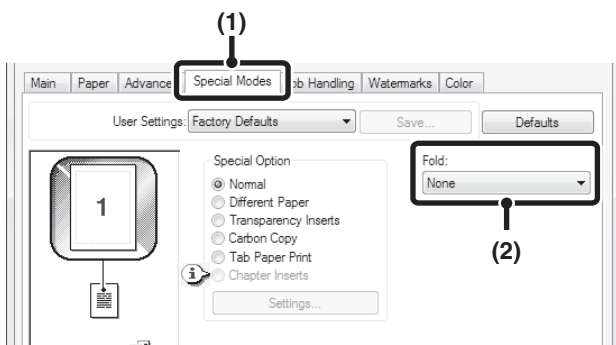 (1)
Main Paper Advance Special Modes ob Handling Watermarks Color
User Settings: Factory Defaults Save... Defaults
Special Option
Normal
Different Paper
Transparency Inserts
Carbon Copy
Tab Paper Print
Chapter Inserts
Settings...
Fold:
None
(2)
1
i